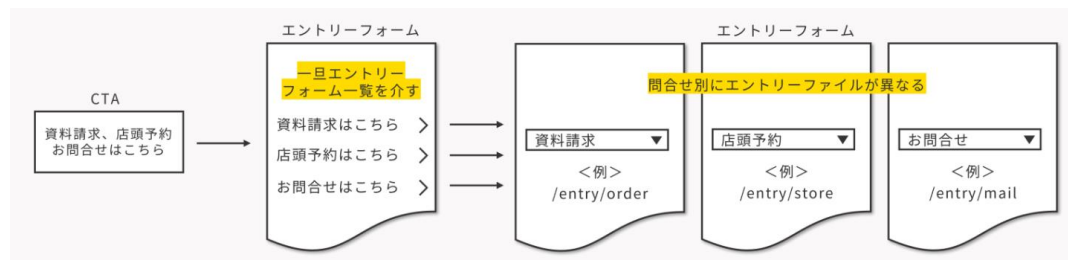 CTA
資料請求、店頭予約
お問合せはこちら
エントリーフォーム
一旦エントリー
フォーム一覧を介す
資料請求はこちら
店頭予約はこちら
お問合せはこちら
エントリーフォーム
問合せ別にエントリーファイルが異なる
資料請求
＜例＞
/entry/order
店頭予約
＜例＞
/entry/store
お問合せ
＜例＞
/entry/mail